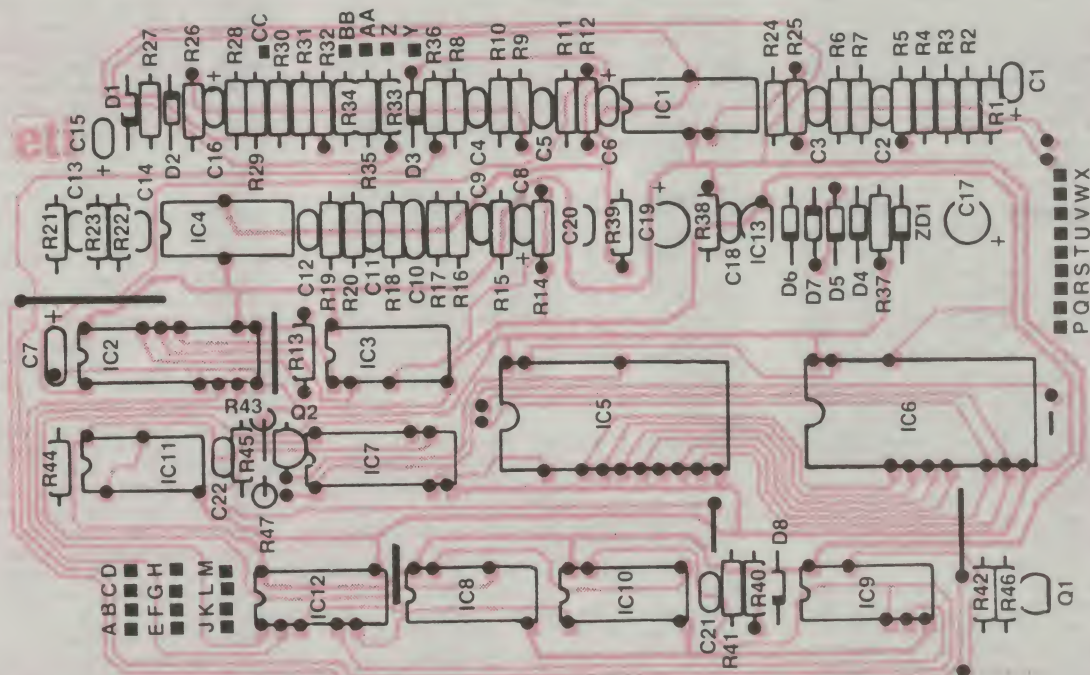 R27
R26
R28
CC
R30
R31
R32
BB
AA
Z
Y
R36
R8
R10
R9
R11
R12
R24
R25
R6
R7
R5
R4
R3
R2
D1
C15
+
D2
+
C16
R29
R34
R35
R33
D3
C4
C5
+
C6
IC1
C3
C2
R1
+
C1
eti
C13
R21
R23
R22
C14
IC4
C12
R19
R20
C11
R18
C10
R17
R16
C9
R15
C8
+
R14
C20
R39
C19
+
R38
C18
IC13
D6
D7
D5
D4
R37
ZD1
C17
+
PQRSTUVWX
C7
+
IC2
R13
IC3
IC5
IC6
R43
Q2
R44
IC11
C22
R45
IC7
R47
ABCD
EFGH
JKLM
IC12
IC8
IC10
C21
R41
R40
D8
IC9
R42
R46
Q1